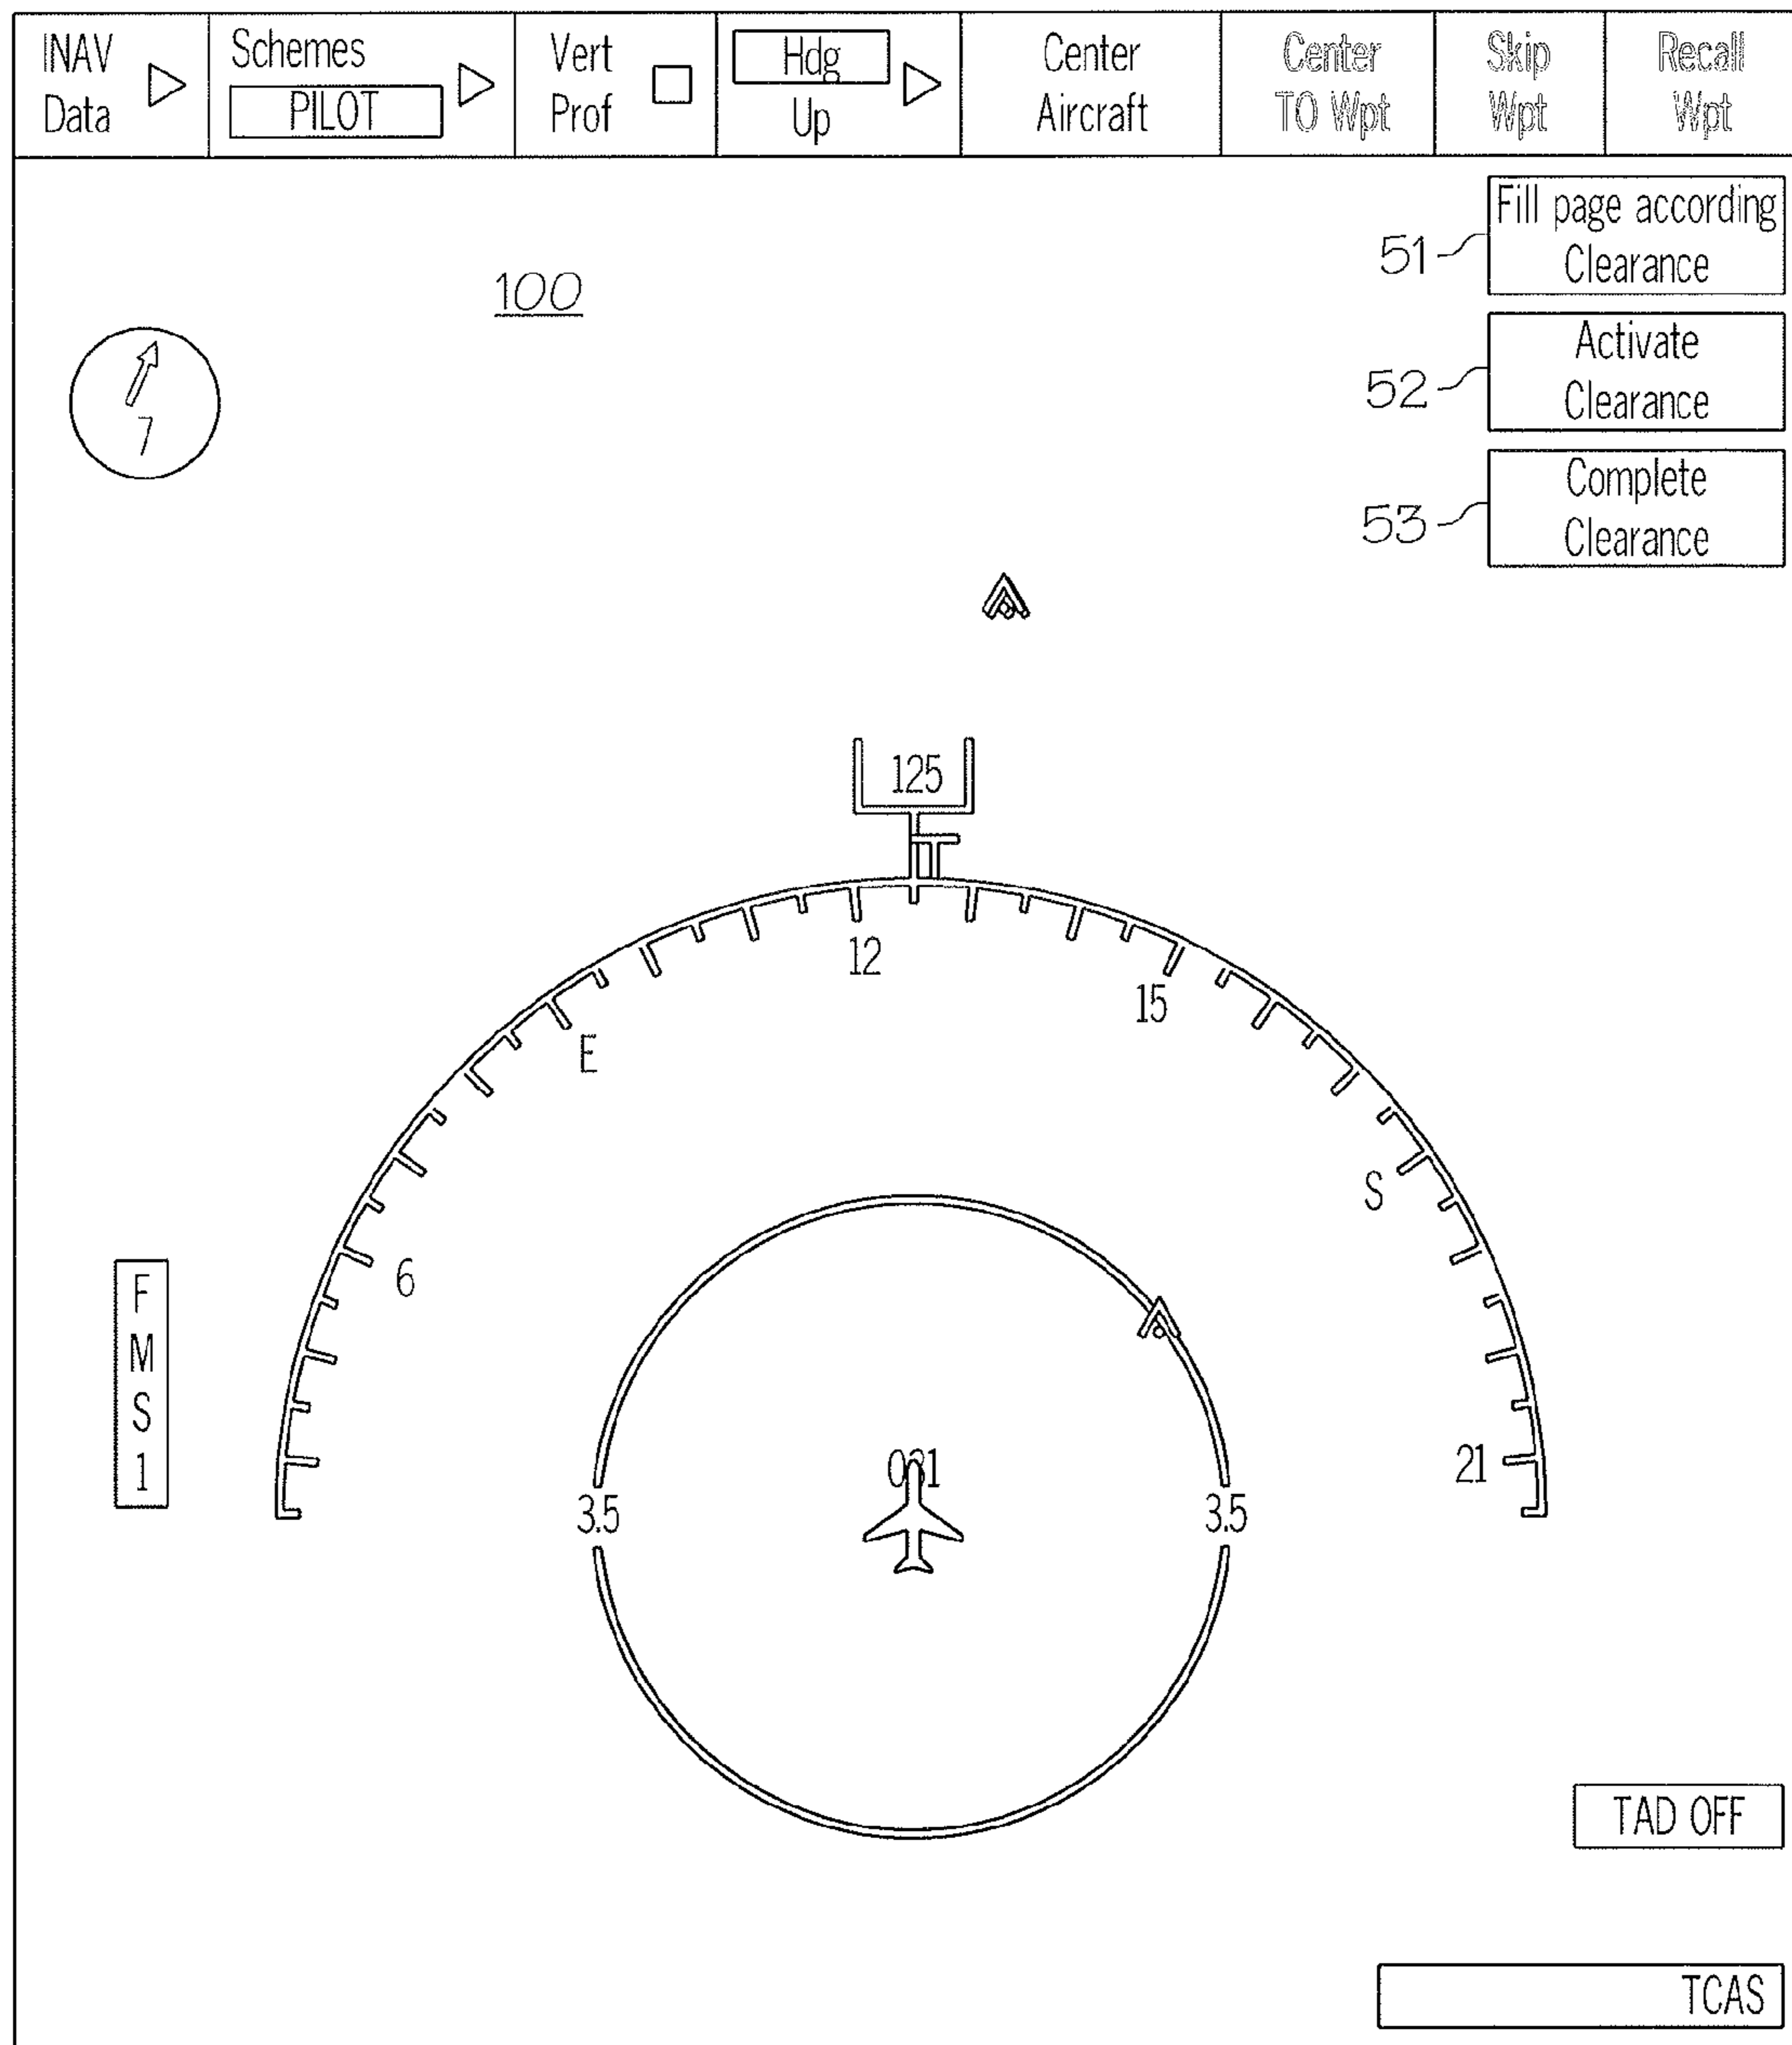 INAV
Data
Schemes
PILOT
Vert
Prof
Hdg
Up
Center
Aircraft
Center
TO Wpt
Skip
Wpt
Recall
Wpt
51
Fill page according
Clearance
100
52
Activate
Clearance
7
53
Complete
Clearance
125
12
15
E
S
6
F
M
S
1
21
3.5
3.5
TAD OFF
TCAS